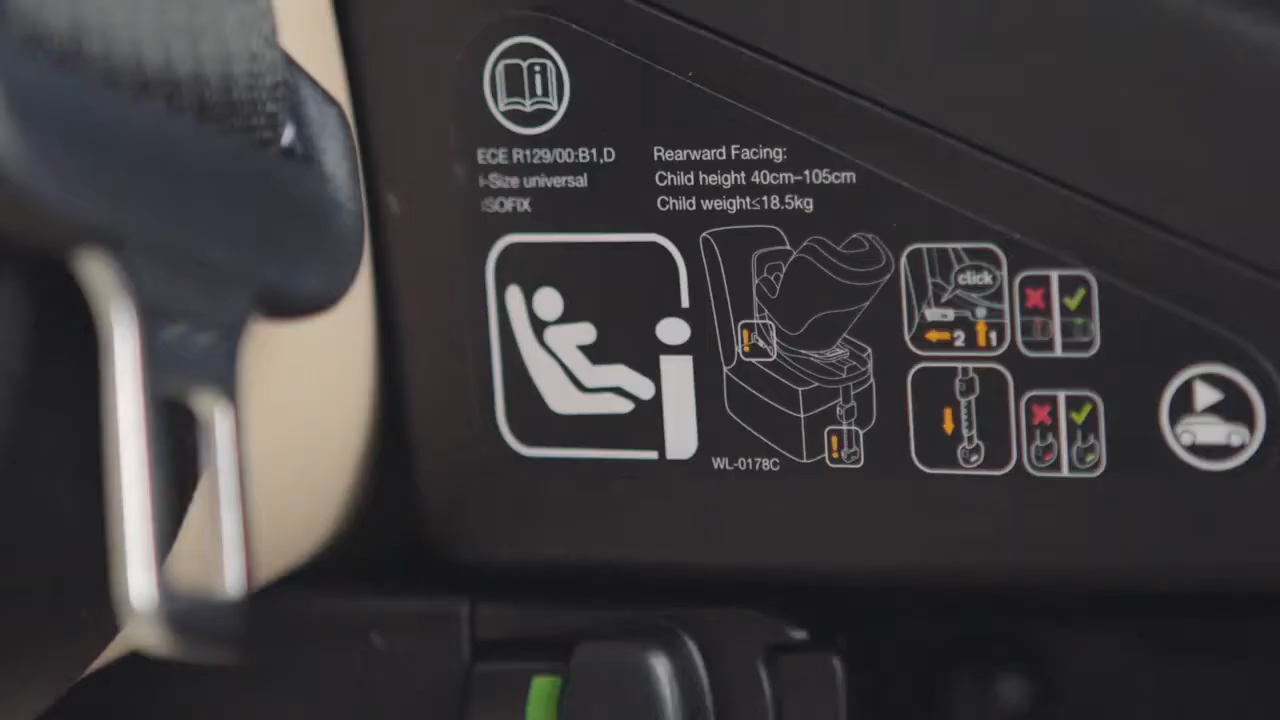 ECE R129/00:B1,D
i-Size universal
ISOFIX
Rearward Facing:
Child height 40cm–105cm
Child weight≤18.5kg
click
2
1
WL-0178C